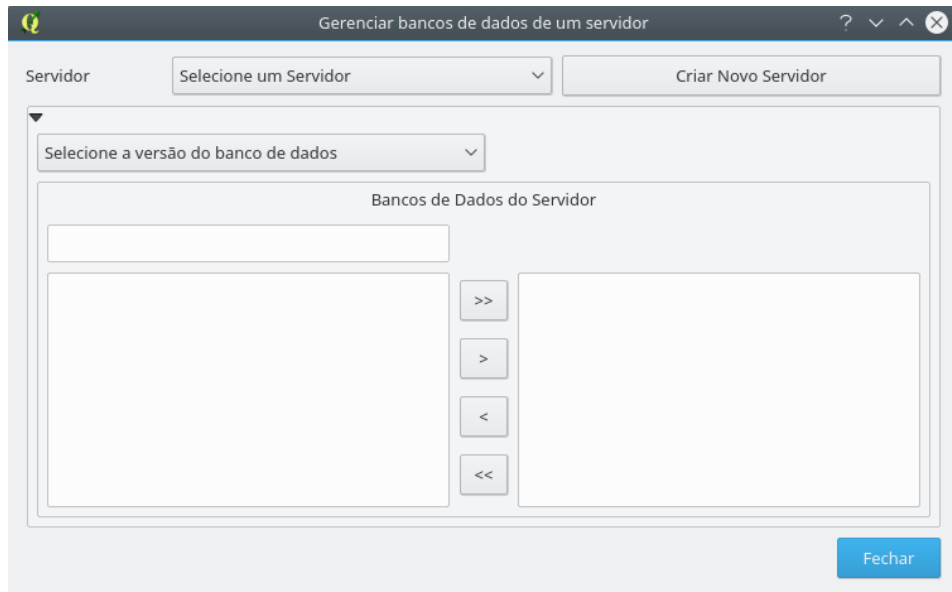 Gerenciar bancos de dados de um servidor ?
Servidor Selecione um Servidor Criar Novo Servidor
Selecione a versão do banco de dados
Bancos de Dados do Servidor
>>
>
<
<<
Fechar